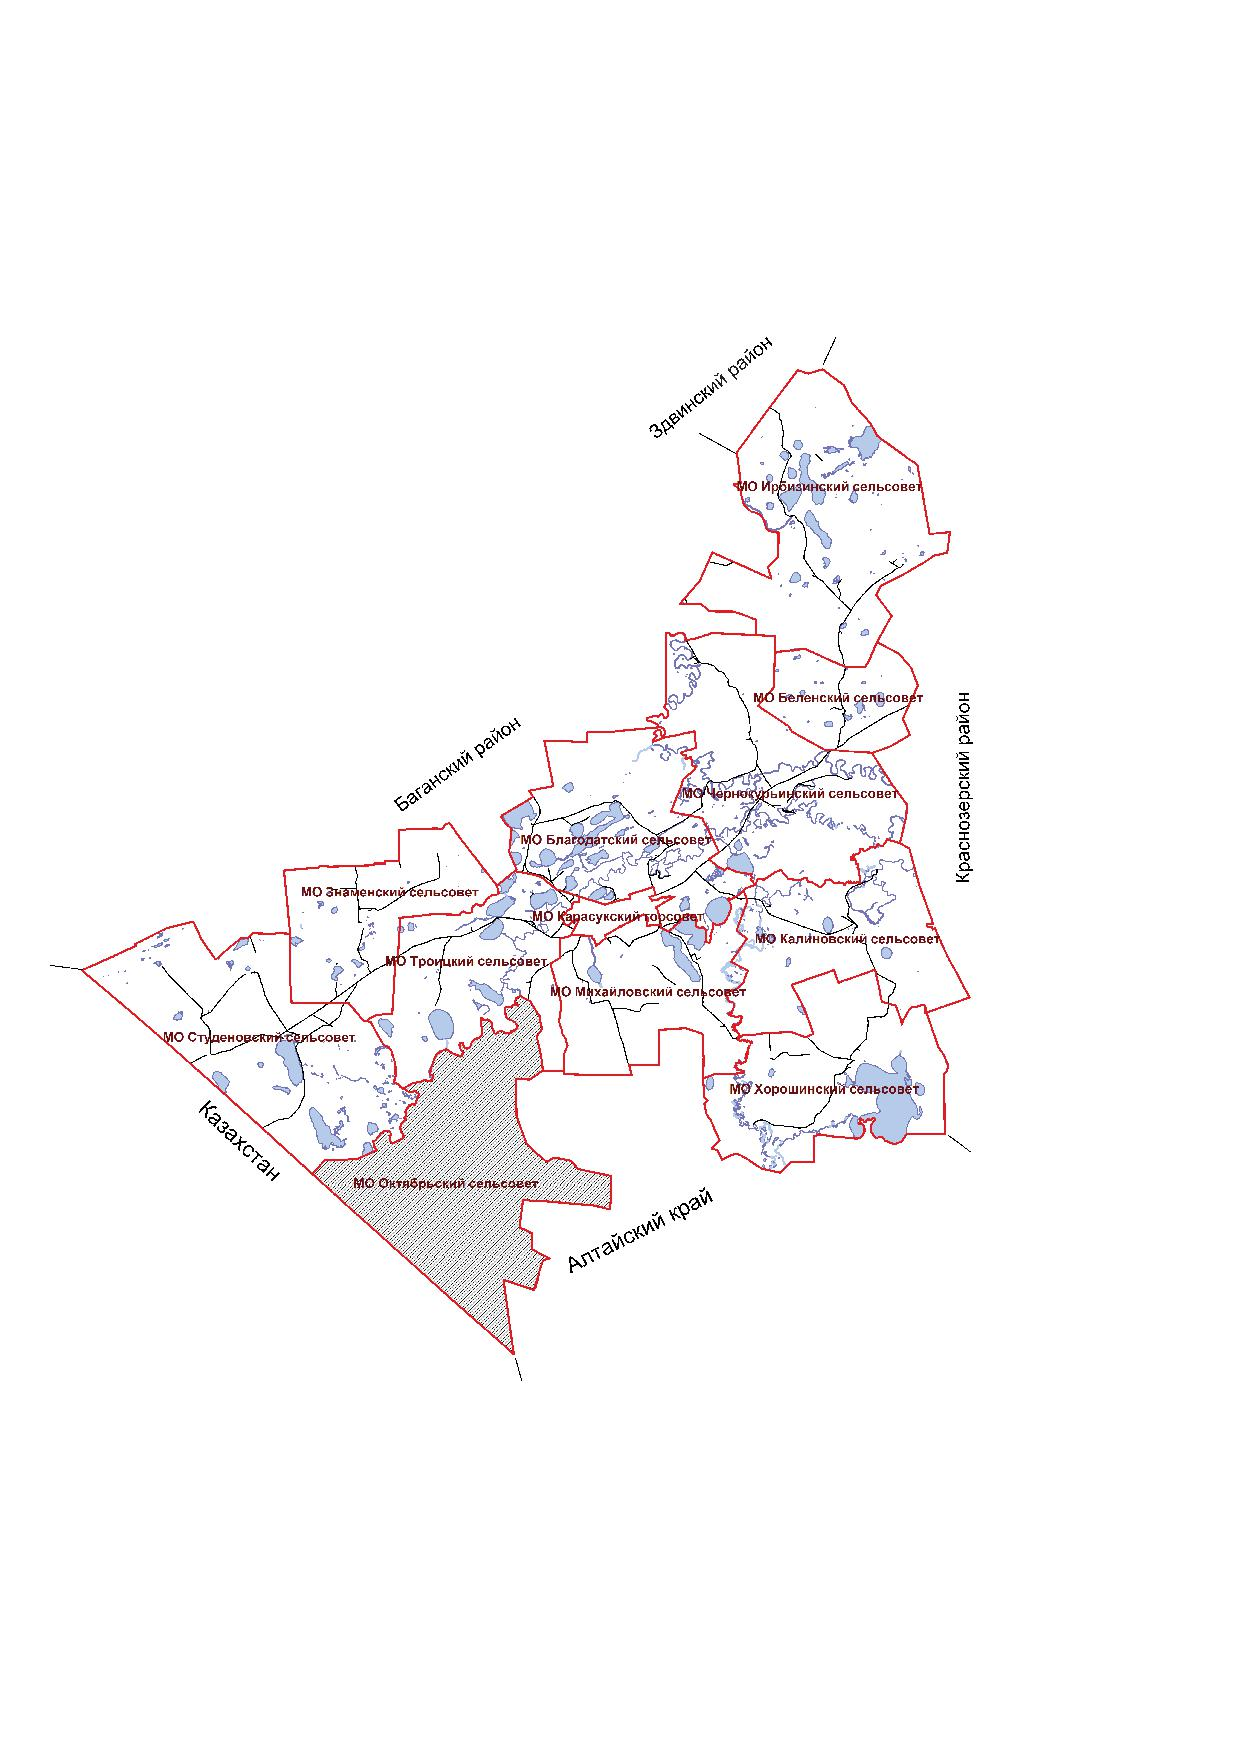 Здвинский район
МО Ирбизинский сельсовет
МО Беленский сельсовет
Краснозерский район
Баганский район
МО Чернокурьинский сельсовет
МО Благодатский сельсовет
МО Знаменский сельсовет
МО Карасукский горсовет
МО Калиновский сельсовет
МО Троицкий сельсовет
МО Михайловский сельсовет
МО Студеновский сельсовет
МО Хорошинский сельсовет
Казахстан
МО Октябрьский сельсовет
Алтайский край